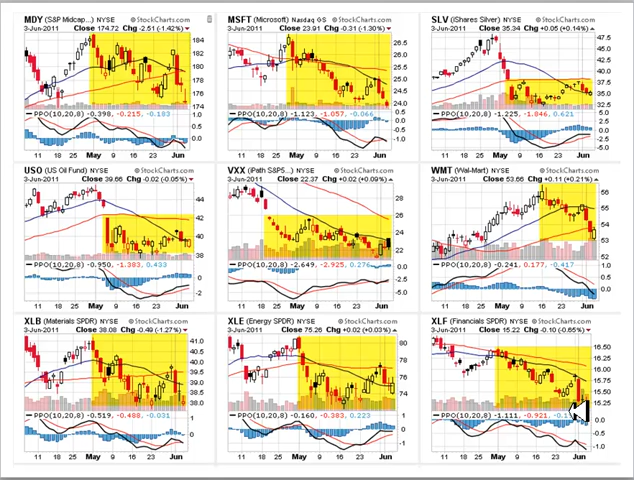 MDY (S&P Midcap...) NYSE © StockCharts.com
3-Jun-2011 Close 174.72 Chg -2.51 (-1.42%)
184
182
180
178
176
174
PPO(10,20,8) -0.398, -0.215, -0.183
1.0
0.0
11 18 25 May 9 16 23 Jun
MSFT (Microsoft) Nasdaq GS © StockCharts.com
3-Jun-2011 Close 23.91 Chg -0.31 (-1.30%)
26.5
26.0
25.5
25.0
24.5
24.0
PPO(10,20,8) -1.123, -1.057, -0.066
0.5
0.0
-0.5
-1.0
11 18 25 May 9 16 23 Jun
SLV (iShares Silver) NYSE © StockCharts.com
3-Jun-2011 Close 35.34 Chg +0.05 (+0.14%)
47.5
45.0
42.5
40.0
37.5
35.0
32.5
PPO(10,20,8) -1.225, -1.846, 0.621
5.0
2.5
0.0
11 18 25 May 9 16 23 Jun
USO (US Oil Fund) NYSE © StockCharts.com
3-Jun-2011 Close 39.66 Chg -0.02 (-0.05%)
44
42
40
38
PPO(10,20,8) -0.950, -1.383, 0.433
0
-2
11 18 25 May 9 16 23 Jun
VXX (iPath S&P5...) NYSE © StockCharts.com
3-Jun-2011 Close 22.37 Chg +0.02 (+0.09%)
28
26
24
22
PPO(10,20,8) -2.649, -2.925, 0.276
0.0
-2.5
-5.0
11 18 25 May 9 16 23 Jun
WMT (Wal-Mart) NYSE © StockCharts.com
3-Jun-2011 Close 53.66 Chg +0.11 (+0.21%)
56
55
54
53
52
PPO(10,20,8) -0.241, 0.177, -0.417
1.0
0.5
0.0
11 18 25 May 9 16 23 Jun
XLB (Materials SPDR) NYSE © StockCharts.com
3-Jun-2011 Close 38.08 Chg -0.49 (-1.27%)
41.0
40.5
40.0
39.5
39.0
38.5
38.0
PPO(10,20,8) -0.519, -0.488, -0.031
1
0
11 18 25 May 9 16 23 Jun
XLE (Energy SPDR) NYSE © StockCharts.com
3-Jun-2011 Close 75.26 Chg +0.02 (+0.03%)
80
78
76
74
PPO(10,20,8) -0.160, -0.383, 0.223
1
0
11 18 25 May 9 16 23 Jun
XLF (Financials SPDR) NYSE © StockCharts.com
3-Jun-2011 Close 15.22 Chg -0.10 (-0.65%)
16.50
16.25
16.00
15.75
15.50
15.25
PPO(10,20,8) -1.111, -0.921,
0.0
-0.5
-1.0
11 18 25 May 9 16 23 Jun